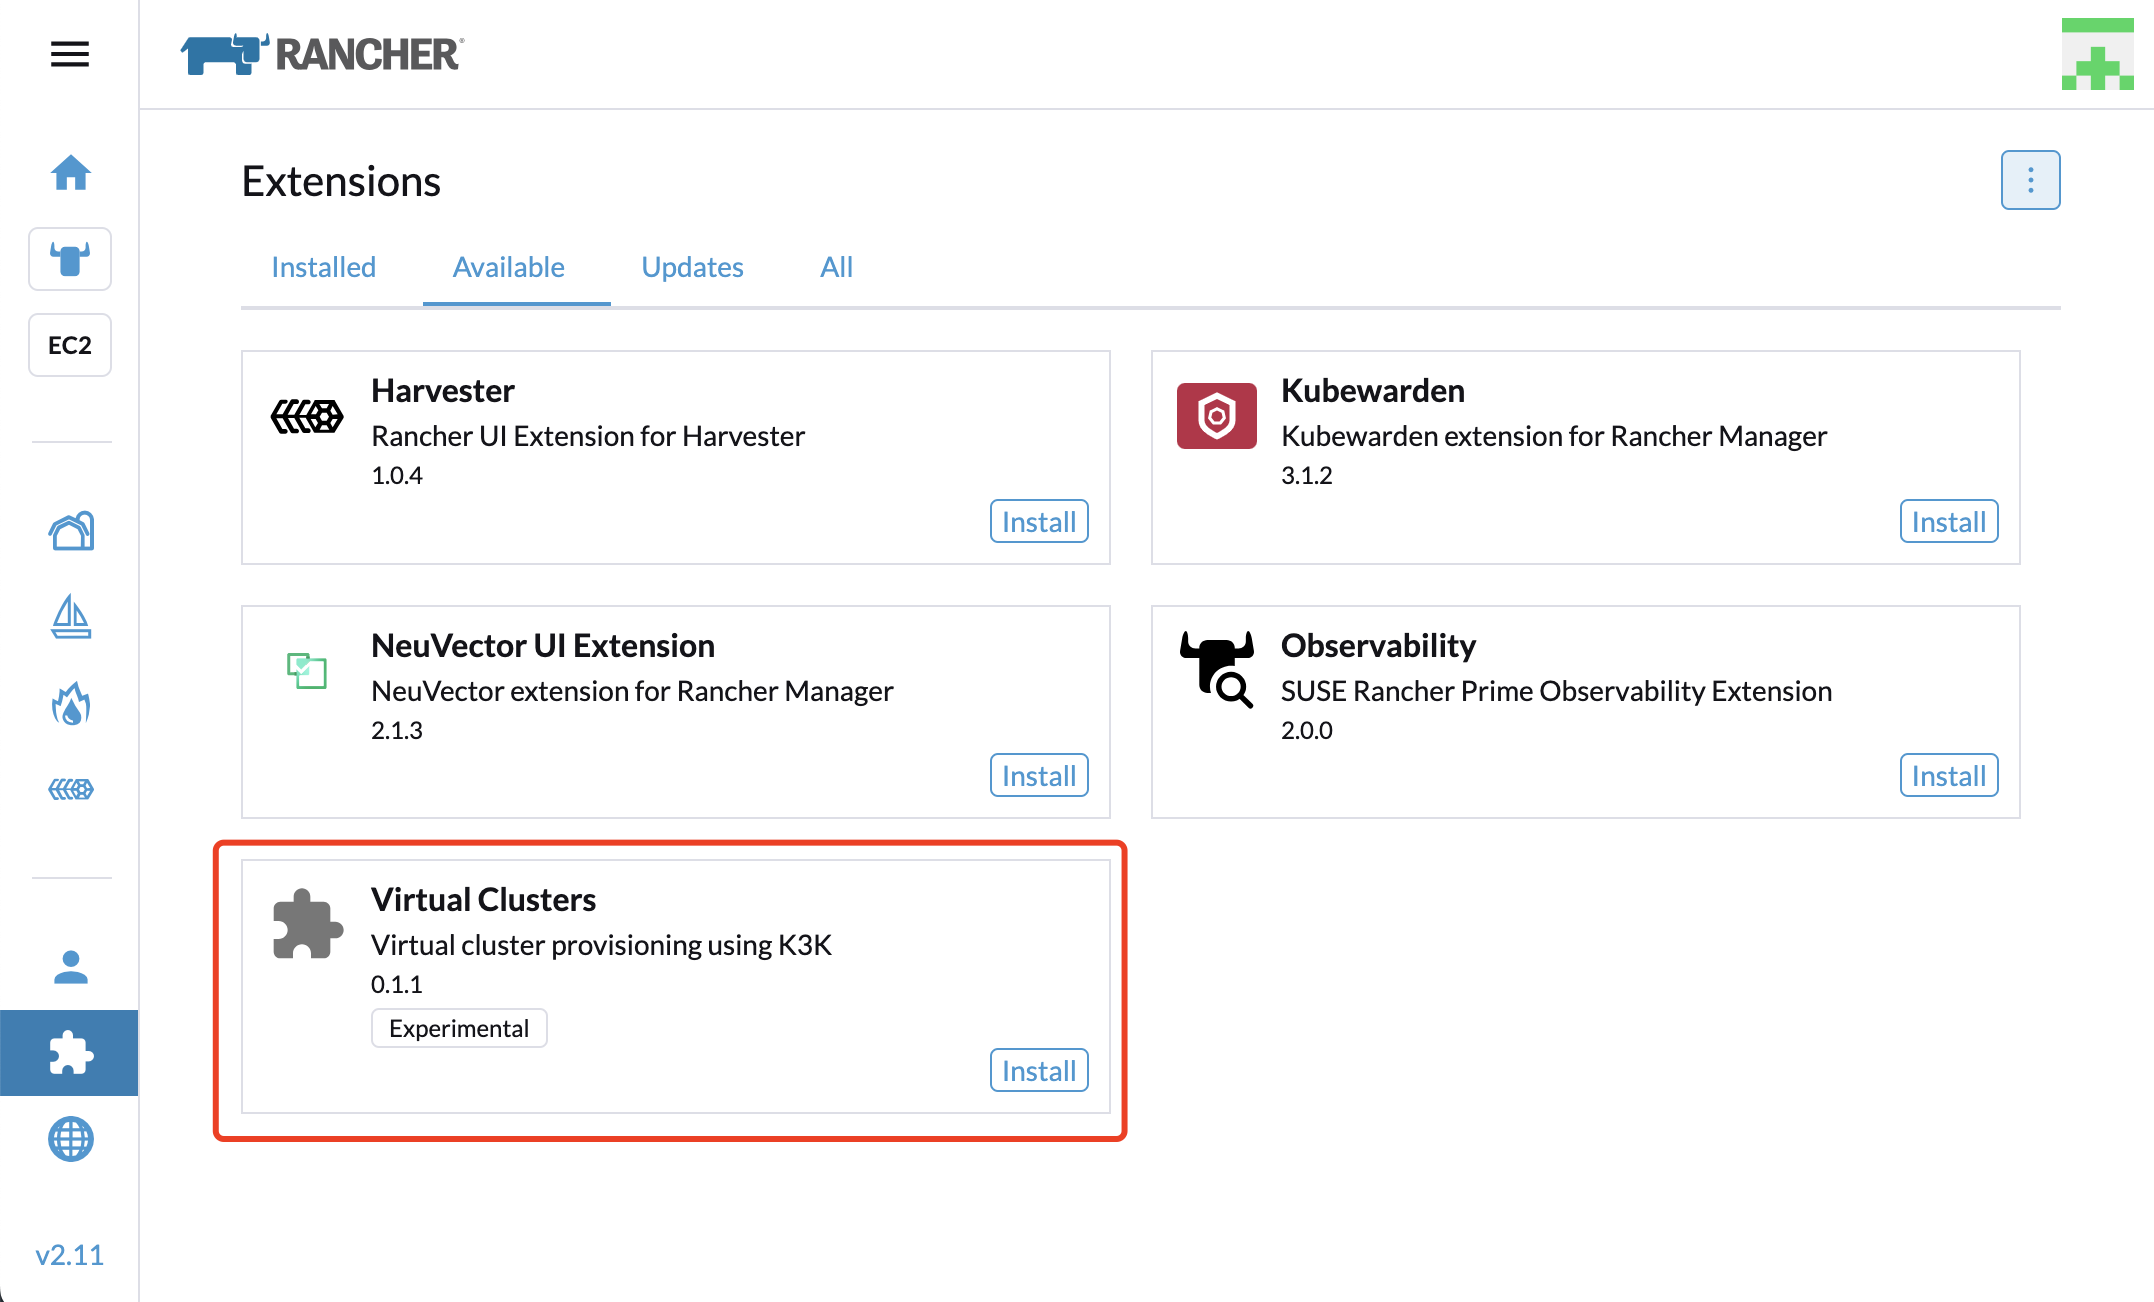 RANCHER
Extensions
Installed
Available
Updates
All
EC2
Harvester
Rancher UI Extension for Harvester
1.0.4
Install
Kubewarden
Kubewarden extension for Rancher Manager
3.1.2
Install
NeuVector UI Extension
NeuVector extension for Rancher Manager
2.1.3
Install
Observability
SUSE Rancher Prime Observability Extension
2.0.0
Install
Virtual Clusters
Virtual cluster provisioning using K3K
0.1.1
Experimental
Install
v2.11